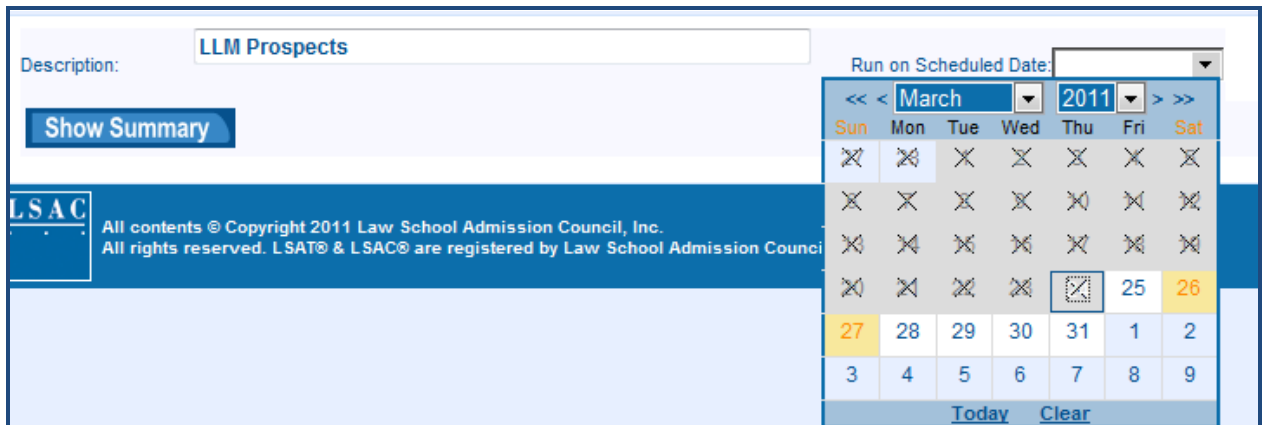 LLM Prospects
Description:
Run on Scheduled Date:
<< < March 2011 > >>
Show Summary
Sun Mon Tue Wed Thu Fri Sat
25 26
27 28 29 30 31 1 2
3 4 5 6 7 8 9
Today Clear
LSAC
All contents © Copyright 2011 Law School Admission Council, Inc.
All rights reserved. LSAT® & LSAC® are registered by Law School Admission Counci